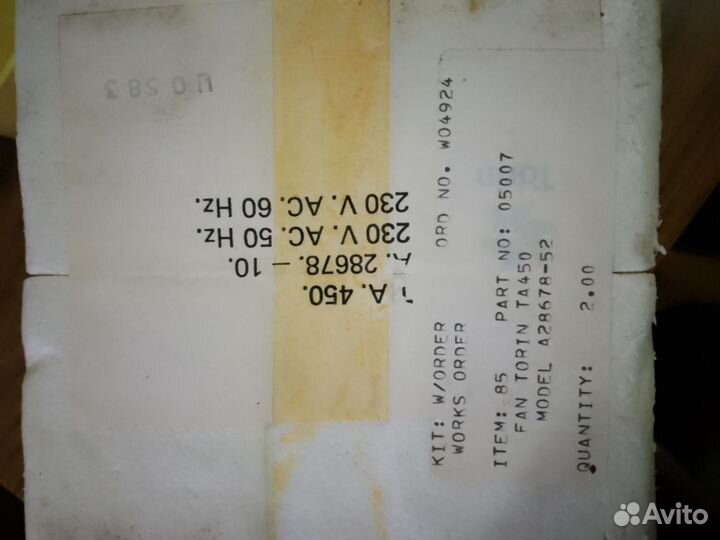 U0583
T A. 450.
A. 28678. – 10.
230 V. AC. 50 Hz.
230 V. AC. 60 Hz.
Torin
KIT: W/ORDER ORD NO. W04924
WORKS ORDER
ITEM: 85 PART NO: 05007
FAN TORIN TA450
MODEL A28678-52
QUANTITY: 2.00
Avito